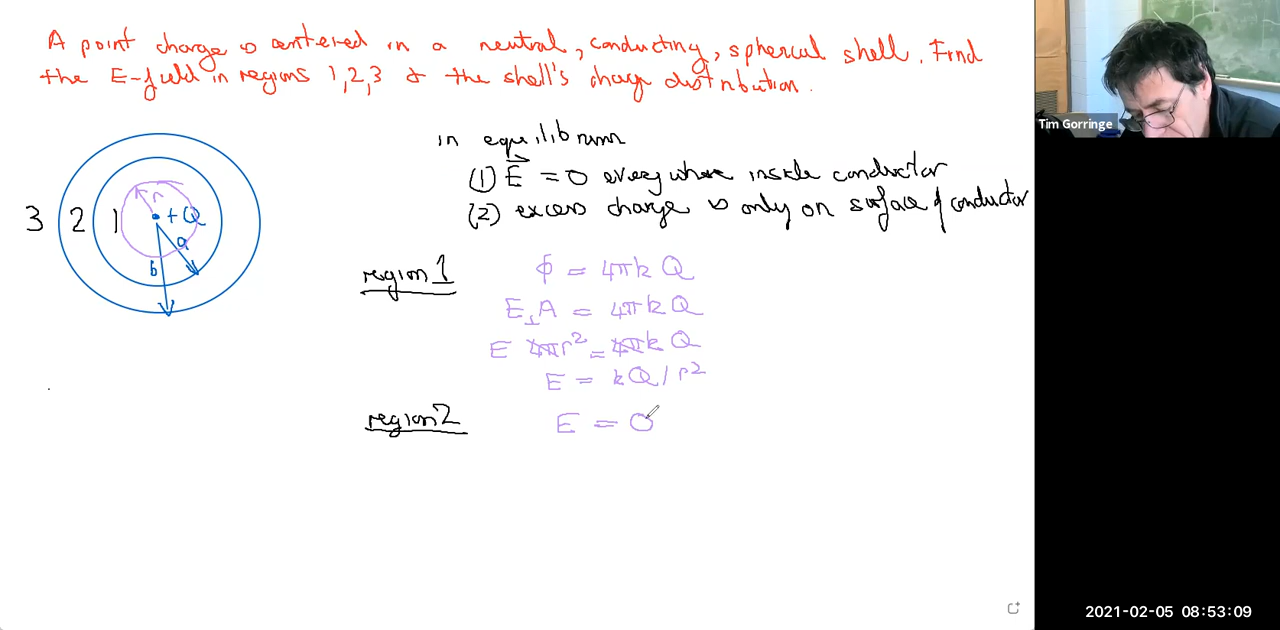 A point charge is centered in a neutral, conducting, spherical shell. Find
the E-field in regions 1,2,3 & the shell's charge distribution.
in equilibrium
(1) E⃗ = 0 everywhere inside conductor
(2) excess charge is only on surface of conductor
3 2 1 +Q
r
a
b
region 1
ϕ = 4πkQ
E⊥A = 4πkQ
E 4πr² = 4πkQ
E = kQ/r²
region 2
E = 0
Tim Gorringe
2021-02-05 08:53:09